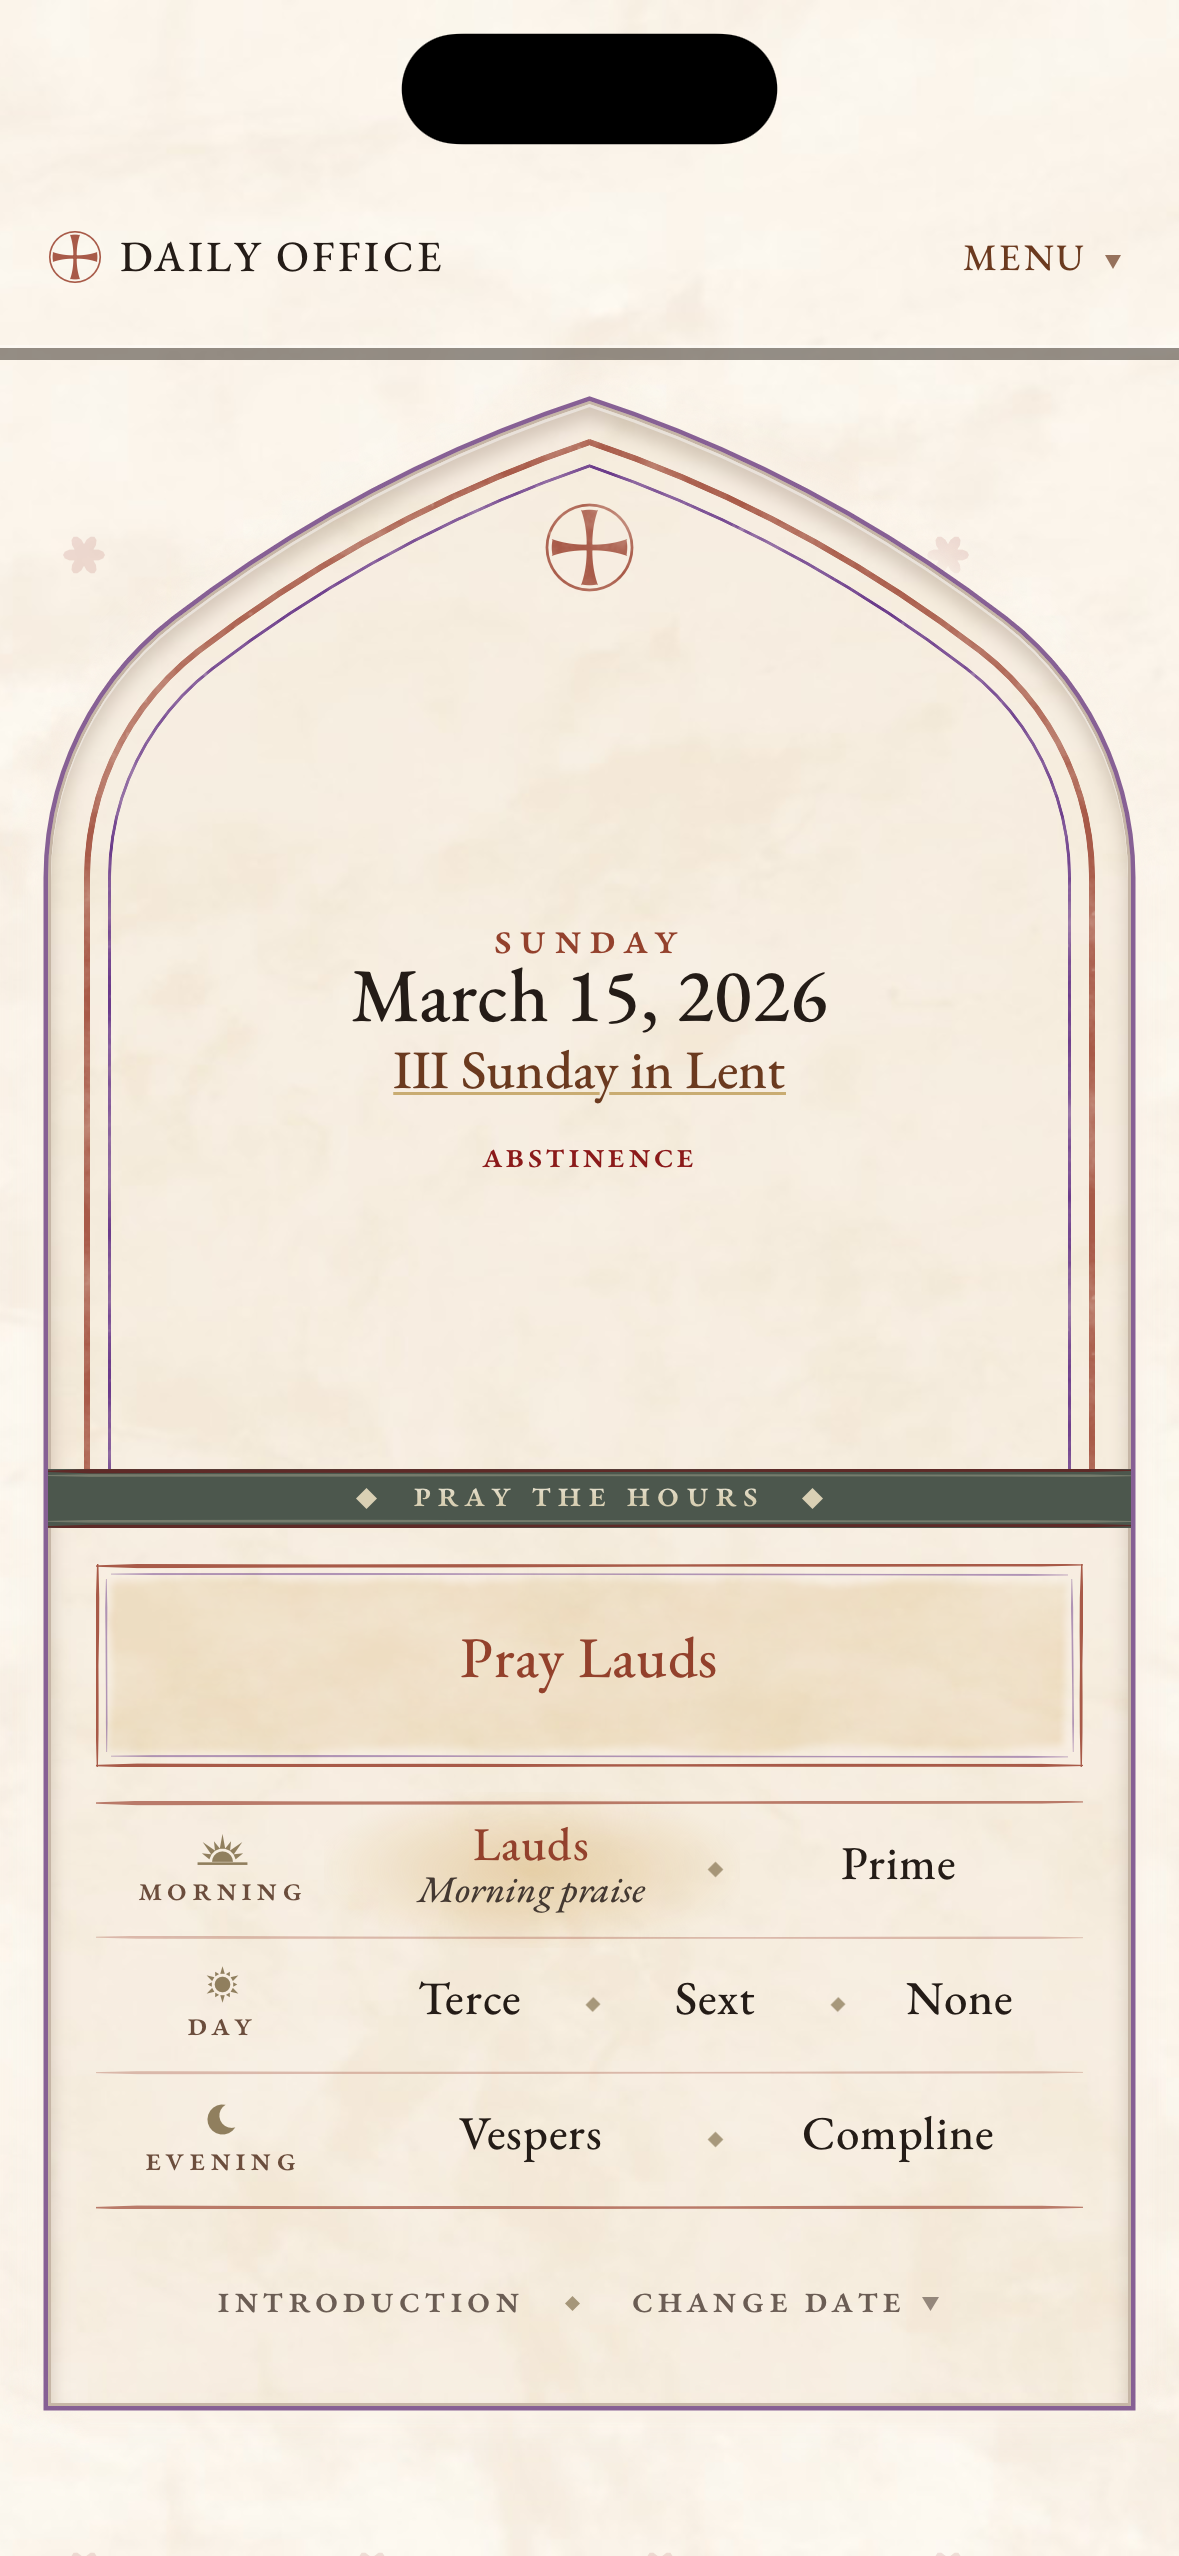 DAILY OFFICE
MENU ▼
SUNDAY
March 15, 2026
III Sunday in Lent
ABSTINENCE
◆ PRAY THE HOURS ◆
Pray Lauds
MORNING
Lauds ◆ Prime
Morning praise
DAY
Terce ◆ Sext ◆ None
EVENING
Vespers ◆ Compline
INTRODUCTION ◆ CHANGE DATE ▼